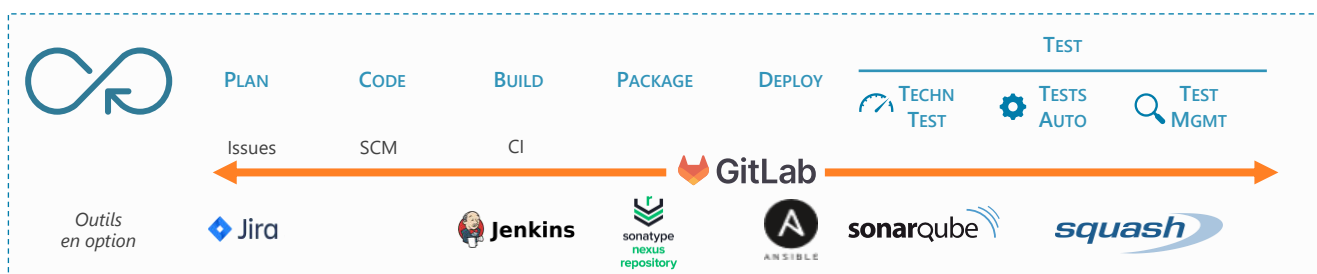 TEST
PLAN CODE BUILD PACKAGE DEPLOY
TECHN TEST
TESTS AUTO
TEST MGMT
Issues SCM CI
GitLab
Outils
en option
Jira
Jenkins
r
sonatype
nexus
repository
A
ANSIBLE
sonarqube
squash